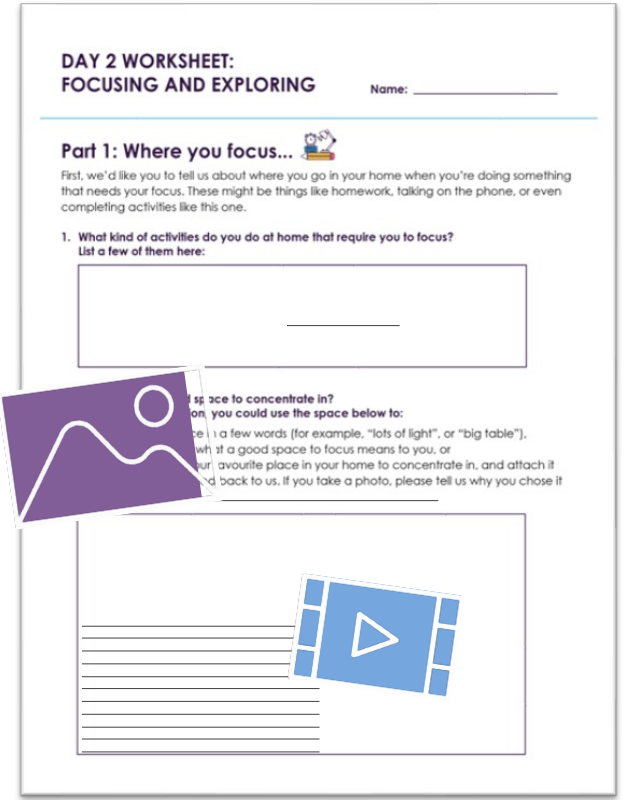 DAY 2 WORKSHEET:
FOCUSING AND EXPLORING
Name:
Part 1: Where you focus...
First, we'd like you to tell us about where you go in your home when you're doing something
that needs your focus. These might be things like homework, talking on the phone, or even
completing activities like this one.
1. What kind of activities do you do at home that require you to focus?
List a few of them here:
space to concentrate in?
you could use the space below to:
in a few words (for example, “lots of light”, or “big table”),
what a good space to focus means to you, or
favourite place in your home to concentrate in, and attach it
back to us. If you take a photo, please tell us why you chose it